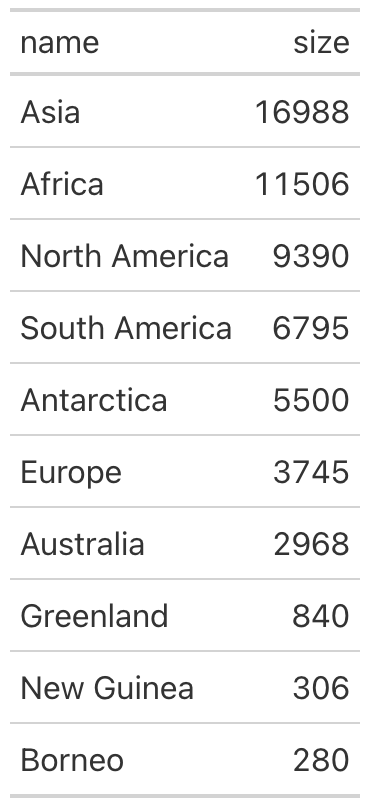 name size
Asia 16988
Africa 11506
North America 9390
South America 6795
Antarctica 5500
Europe 3745
Australia 2968
Greenland 840
New Guinea 306
Borneo 280